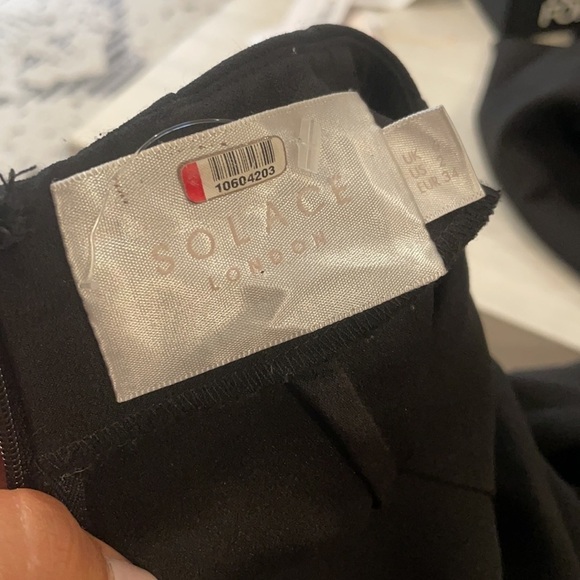 10604203
SOLACE
LONDON
UK
US 2
EUR 34